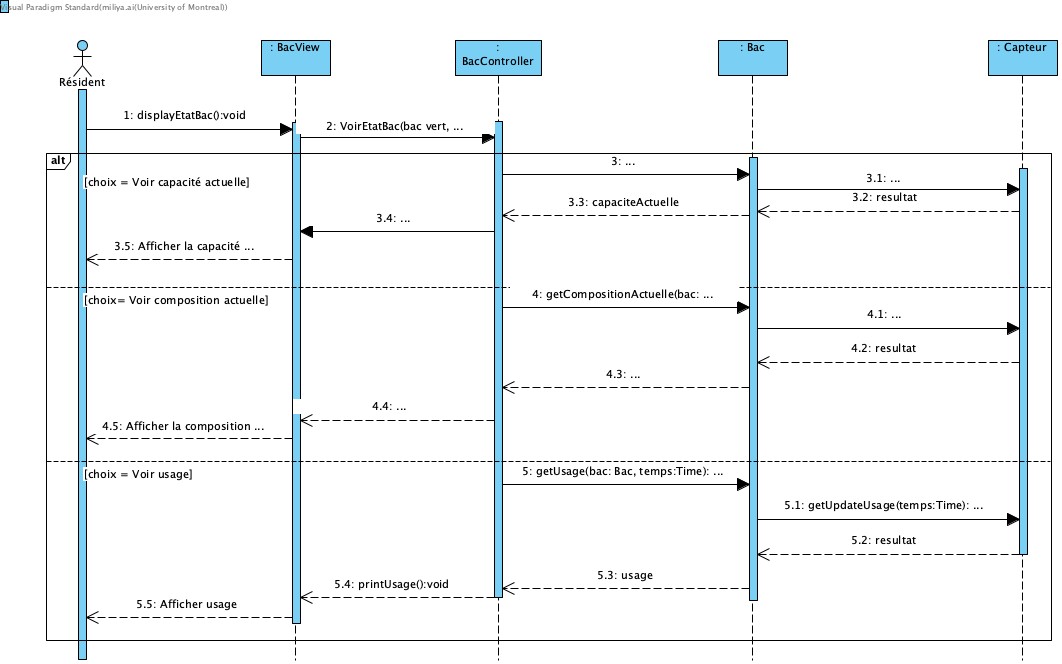 Visual Paradigm Standard(miliya.ai(University of Montreal))
: BacView
:
BacController
: Bac
: Capteur
Résident
1: displayEtatBac():void
2: VoirEtatBac(bac vert, ...
alt
[choix = Voir capacité actuelle]
3: ...
3.1: ...
3.2: resultat
3.3: capaciteActuelle
3.4: ...
3.5: Afficher la capacité ...
[choix= Voir composition actuelle]
4: getCompositionActuelle(bac: ...
4.1: ...
4.2: resultat
4.3: ...
4.4: ...
4.5: Afficher la composition ...
[choix = Voir usage]
5: getUsage(bac: Bac, temps:Time): ...
5.1: getUpdateUsage(temps:Time): ...
5.2: resultat
5.3: usage
5.4: printUsage():void
5.5: Afficher usage